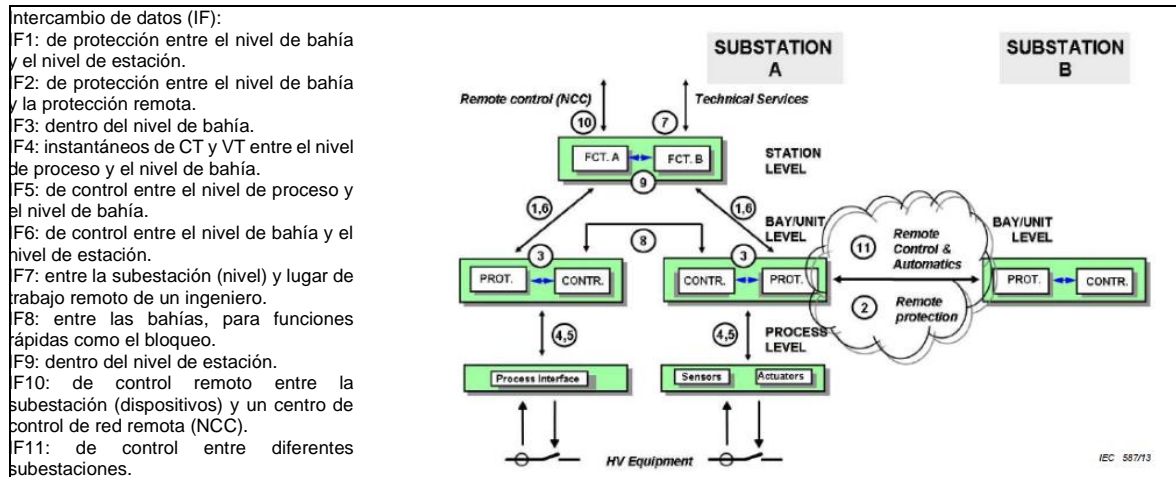 Intercambio de datos (IF):
IF1: de protección entre el nivel de bahía
y el nivel de estación.
IF2: de protección entre el nivel de bahía
y la protección remota.
IF3: dentro del nivel de bahía.
IF4: instantáneos de CT y VT entre el nivel
de proceso y el nivel de bahía.
IF5: de control entre el nivel de proceso y
el nivel de bahía.
IF6: de control entre el nivel de bahía y el
nivel de estación.
IF7: entre la subestación (nivel) y lugar de
trabajo remoto de un ingeniero.
IF8: entre las bahías, para funciones
rápidas como el bloqueo.
IF9: dentro del nivel de estación.
IF10: de control remoto entre la
subestación (dispositivos) y un centro de
control de red remota (NCC).
IF11: de control entre diferentes
subestaciones.
SUBSTATION
A
SUBSTATION
B
Remote control (NCC)
Technical Services
10
7
FCT. A
FCT. B
STATION
LEVEL
9
1,6
1,6
BAY/UNIT
LEVEL
BAY/UNIT
LEVEL
8
11
Remote
Control &
Automatics
3
3
PROT.
CONTR.
CONTR.
PROT.
PROT.
CONTR.
2
Remote
protection
4,5
4,5
PROCESS
LEVEL
Process Interface
Sensors
Actuators
HV Equipment
IEC 587/13